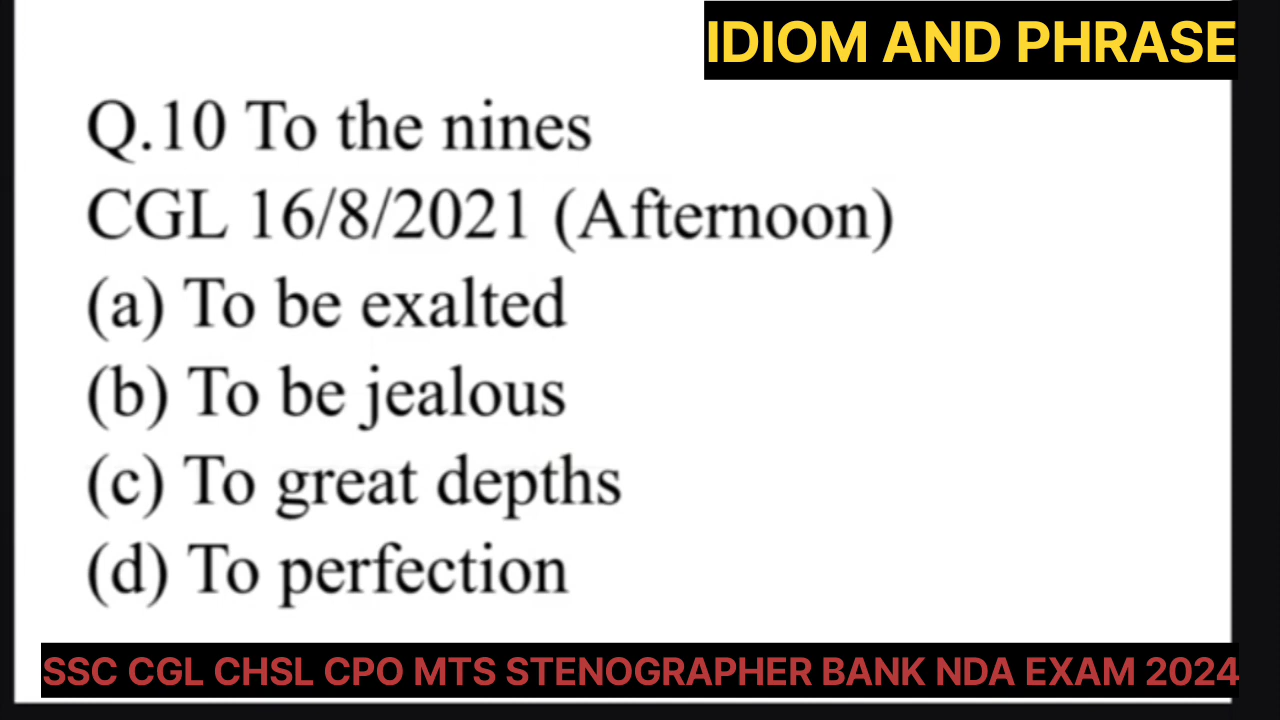 IDIOM AND PHRASE
Q.10 To the nines
CGL 16/8/2021 (Afternoon)
(a) To be exalted
(b) To be jealous
(c) To great depths
(d) To perfection
SSC CGL CHSL CPO MTS STENOGRAPHER BANK NDA EXAM 2024